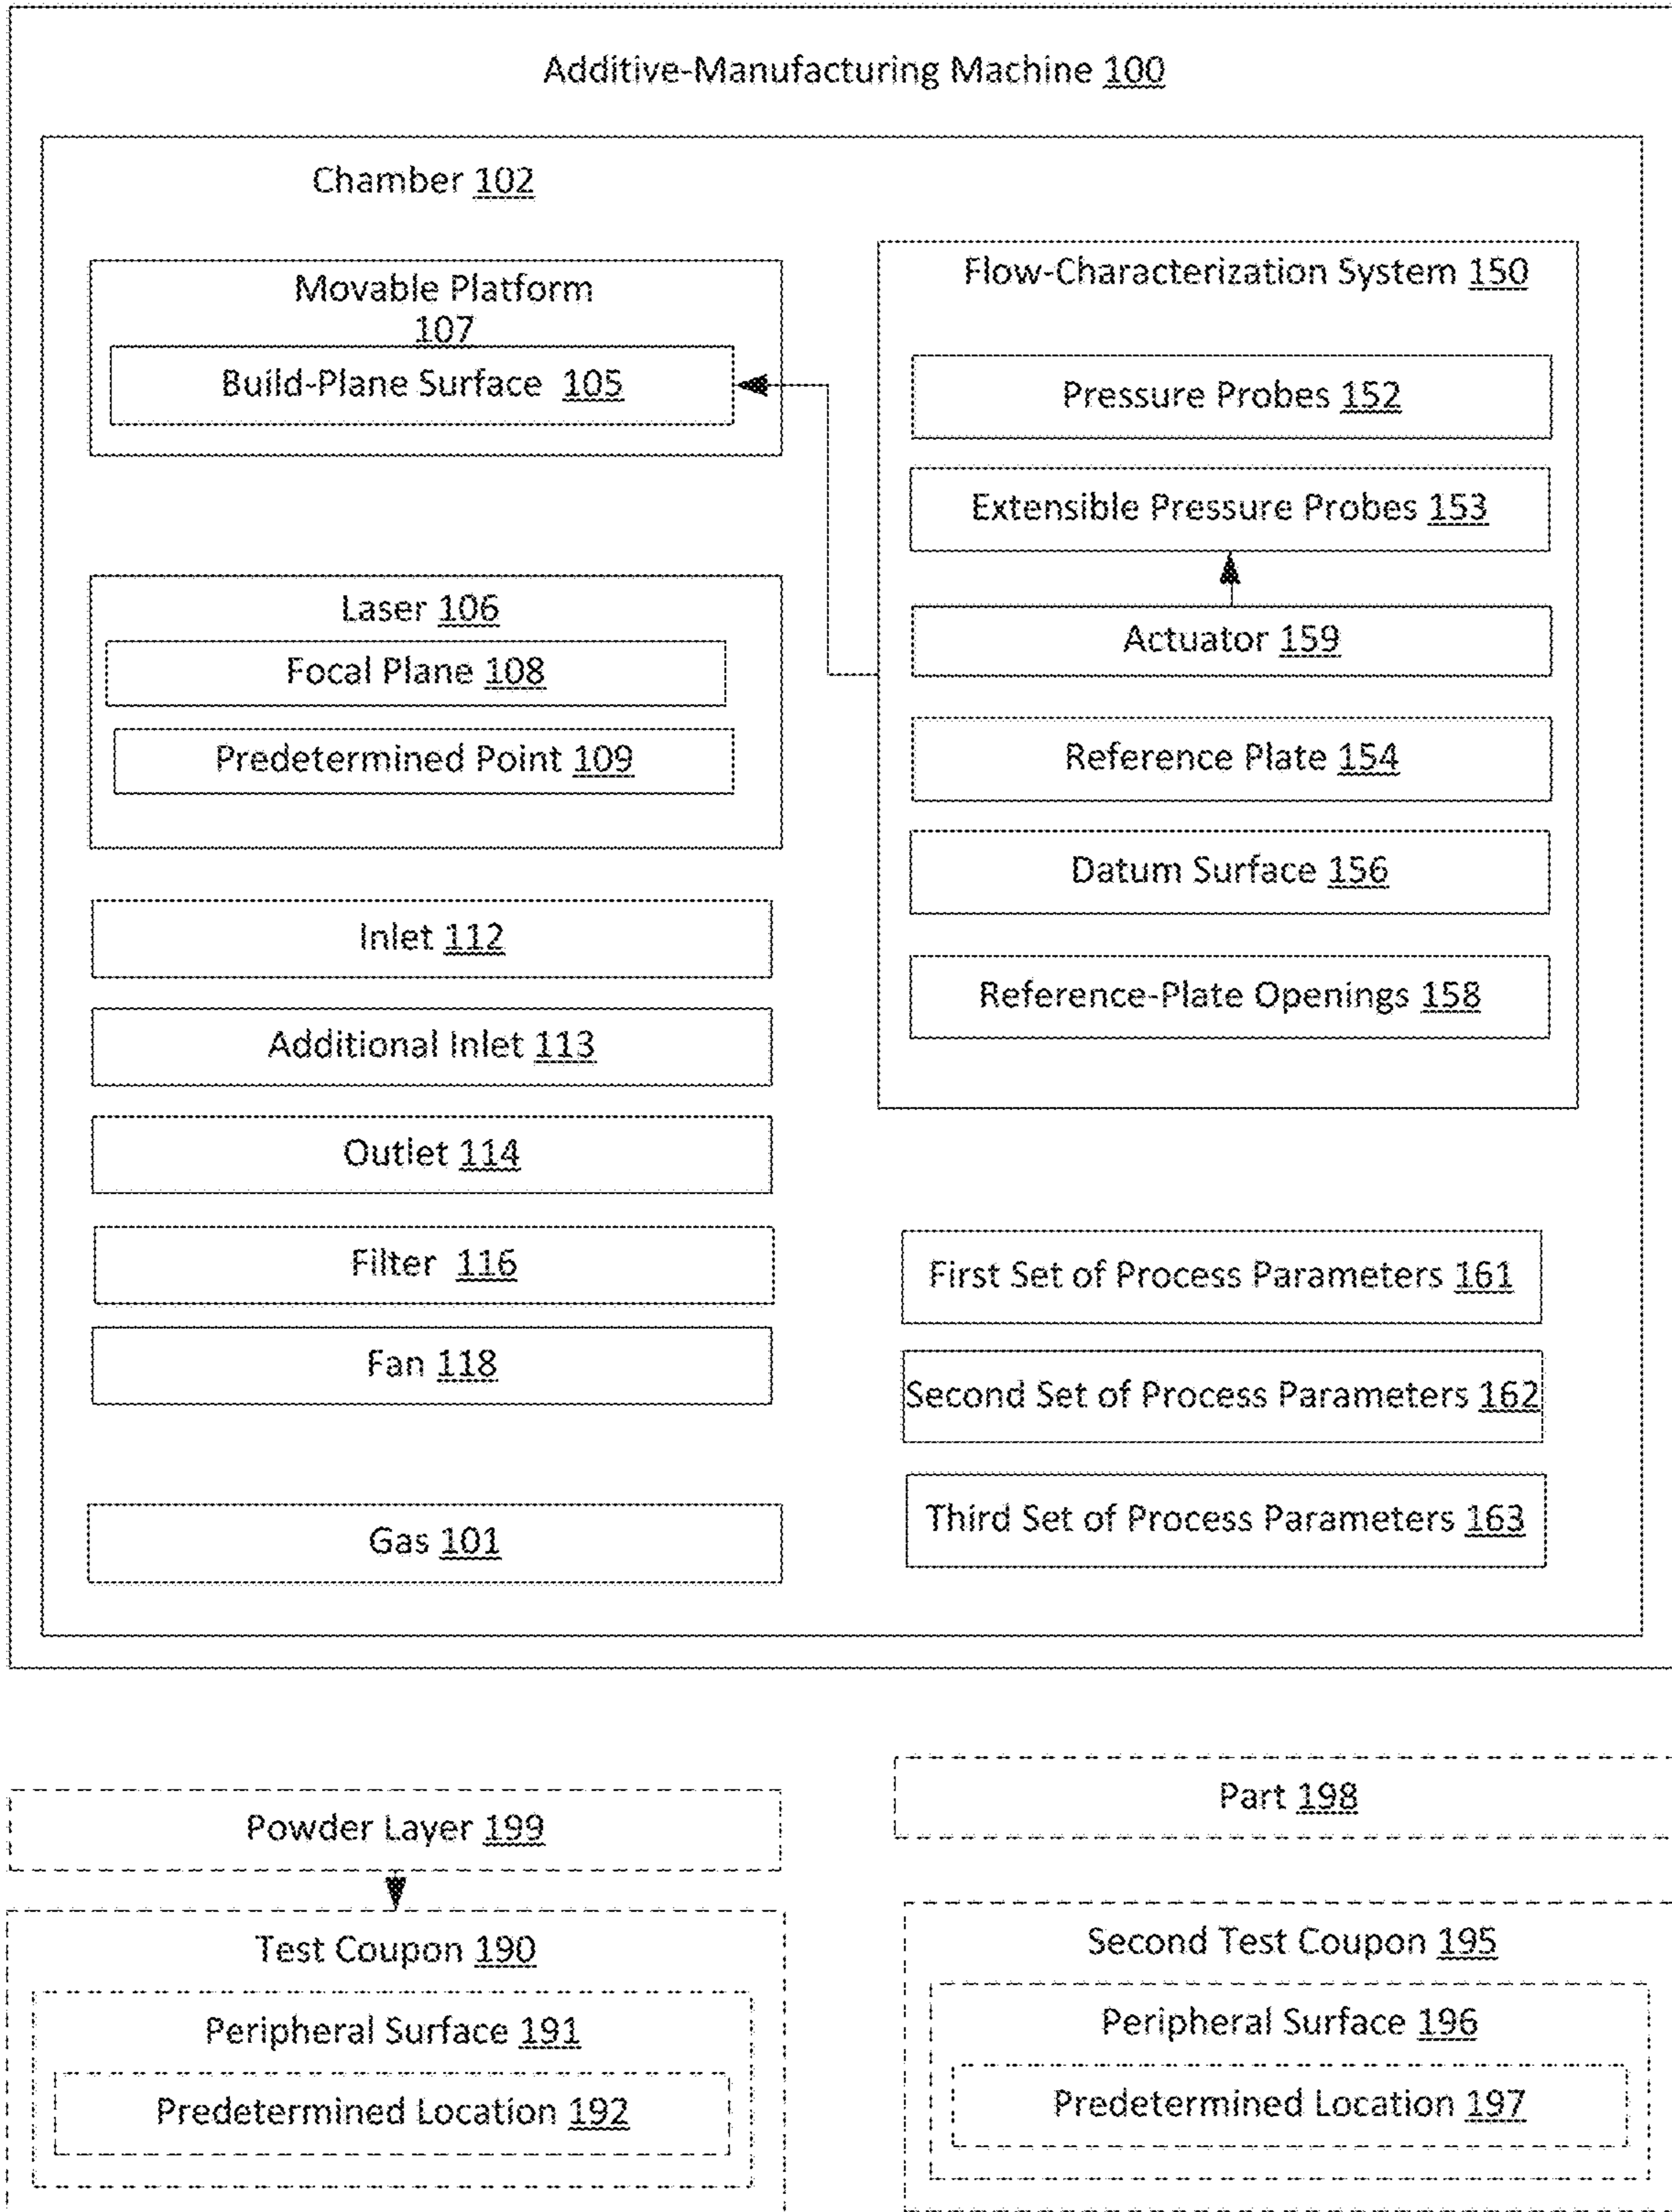 Additive-Manufacturing Machine 100
Chamber 102
Movable Platform
107
Build-Plane Surface 105
Laser 106
Focal Plane 108
Predetermined Point 109
Inlet 112
Additional Inlet 113
Outlet 114
Filter 116
Fan 118
Gas 101
Flow-Characterization System 150
Pressure Probes 152
Extensible Pressure Probes 153
Actuator 159
Reference Plate 154
Datum Surface 156
Reference-Plate Openings 158
First Set of Process Parameters 161
Second Set of Process Parameters 162
Third Set of Process Parameters 163
Powder Layer 199
Test Coupon 190
Peripheral Surface 191
Predetermined Location 192
Part 198
Second Test Coupon 195
Peripheral Surface 196
Predetermined Location 197